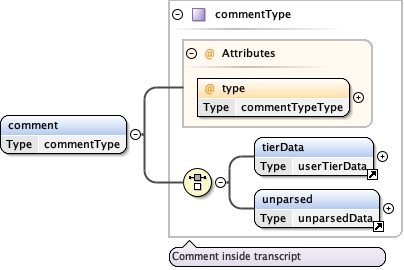 commentType
@ Attributes
@ type
Type commentTypeType
comment
Type commentType
tierData
Type userTierData
unparsed
Type unparsedData
Comment inside transcript